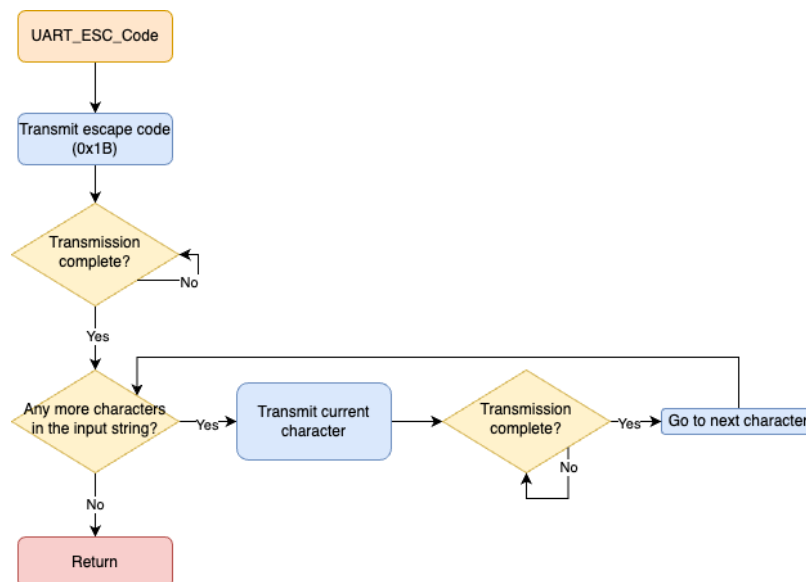 UART_ESC_Code
Transmit escape code
(0x1B)
Transmission
complete?
No
Yes
Any more characters
in the input string?
Yes
Transmit current
character
Transmission
complete?
No
Yes
Go to next character
No
Return